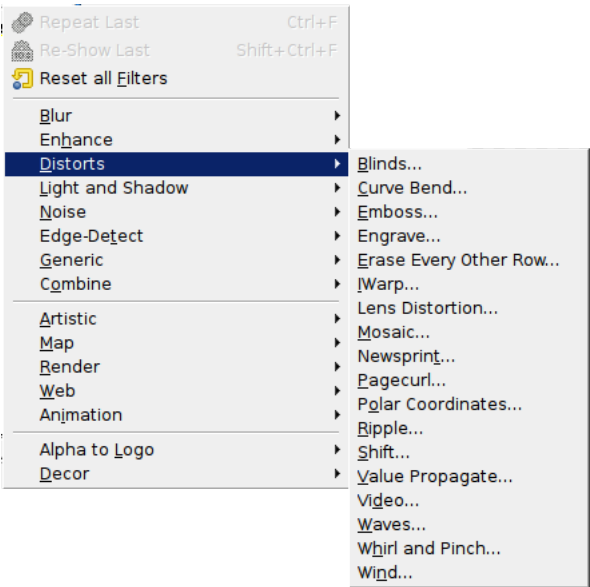 Repeat Last Ctrl+F
Re-Show Last Shift+Ctrl+F
Reset all Filters
Blur
Enhance
Distorts
Light and Shadow
Noise
Edge-Detect
Generic
Combine
Artistic
Map
Render
Web
Animation
Alpha to Logo
Decor
Blinds...
Curve Bend...
Emboss...
Engrave...
Erase Every Other Row...
IWarp...
Lens Distortion...
Mosaic...
Newsprint...
Pagecurl...
Polar Coordinates...
Ripple...
Shift...
Value Propagate...
Video...
Waves...
Whirl and Pinch...
Wind...